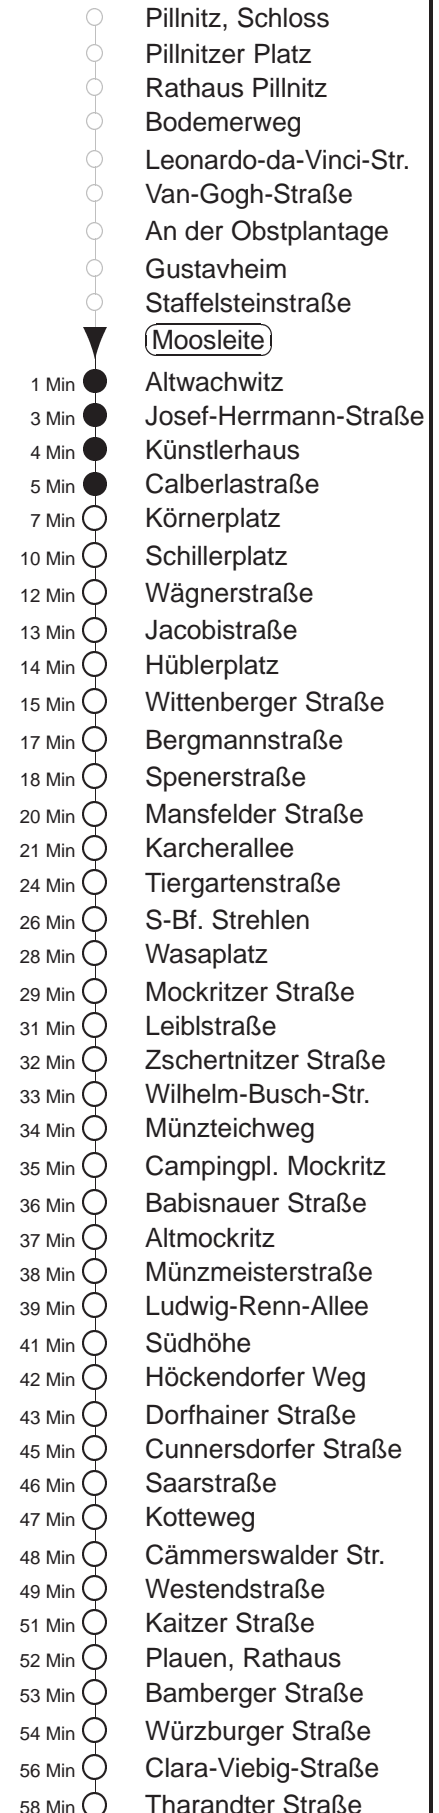 Pillnitz, Schloss
Pillnitzer Platz
Rathaus Pillnitz
Bodemerweg
Leonardo-da-Vinci-Str.
Van-Gogh-Straße
An der Obstplantage
Gustavheim
Staffelsteinstraße
Moosleite
1 Min Altwachwitz
3 Min Josef-Herrmann-Straße
4 Min Künstlerhaus
5 Min Calberlastraße
7 Min Körnerplatz
10 Min Schillerplatz
12 Min Wägnerstraße
13 Min Jacobistraße
14 Min Hüblerplatz
15 Min Wittenberger Straße
17 Min Bergmannstraße
18 Min Spenerstraße
20 Min Mansfelder Straße
21 Min Karcherallee
24 Min Tiergartenstraße
26 Min S-Bf. Strehlen
28 Min Wasaplatz
29 Min Mockritzer Straße
31 Min Leiblstraße
32 Min Zschertnitzer Straße
33 Min Wilhelm-Busch-Str.
34 Min Münzteichweg
35 Min Campingpl. Mockritz
36 Min Babisnauer Straße
37 Min Altmockritz
38 Min Münzmeisterstraße
39 Min Ludwig-Renn-Allee
41 Min Südhöhe
42 Min Höckendorfer Weg
43 Min Dorfhainer Straße
45 Min Cunnersdorfer Straße
46 Min Saarstraße
47 Min Kotteweg
48 Min Cämmerswalder Str.
49 Min Westendstraße
51 Min Kaitzer Straße
52 Min Plauen, Rathaus
53 Min Bamberger Straße
54 Min Würzburger Straße
56 Min Clara-Viebig-Straße
58 Min Tharandter Straße